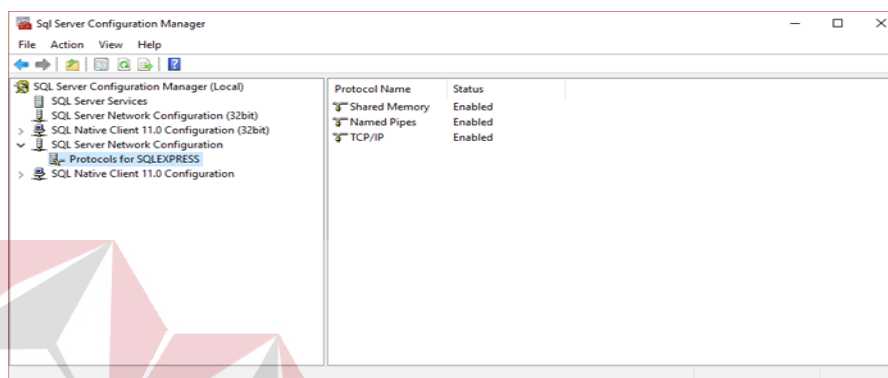 Sql Server Configuration Manager
File Action View Help
SQL Server Configuration Manager (Local)
SQL Server Services
SQL Server Network Configuration (32bit)
SQL Native Client 11.0 Configuration (32bit)
SQL Server Network Configuration
Protocols for SQLEXPRESS
SQL Native Client 11.0 Configuration
Protocol Name Status
Shared Memory Enabled
Named Pipes Enabled
TCP/IP Enabled